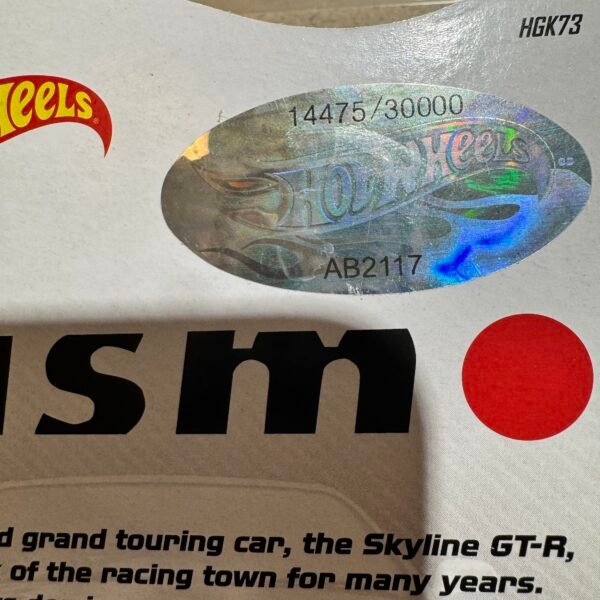 HGK73
14475/30000
HEELS
HOT WHEELS
AB2117
ism
d grand touring car, the Skyline GT-R,
of the racing town for many years.